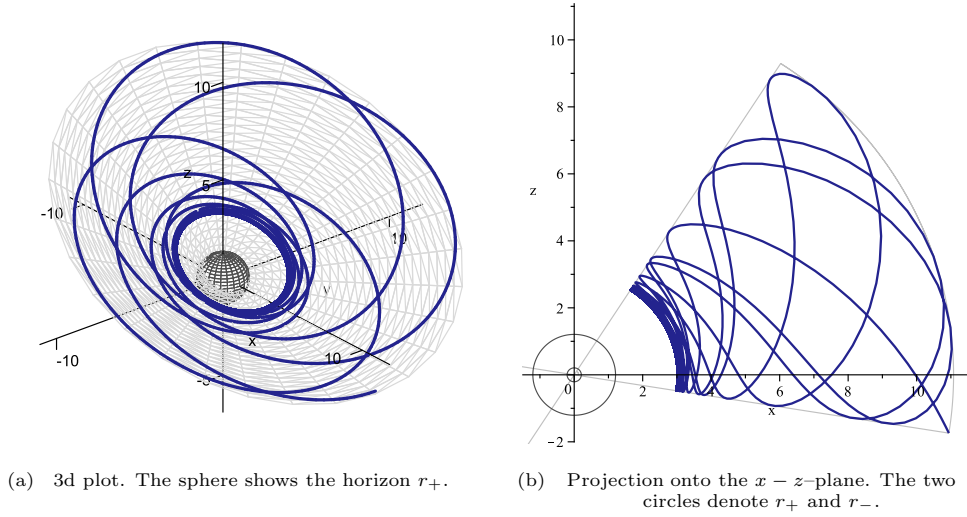 10
z
5
-10
10
y
x
-10
10
-5
10
8
z
6
4
2
0
2
4
x
6
8
10
-2
(a) 3d plot. The sphere shows the horizon r₊.
(b) Projection onto the x − z–plane. The two
circles denote r₊ and r₋.